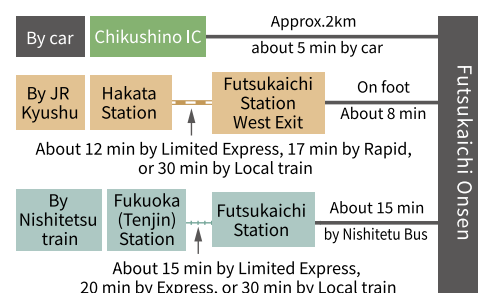 By car
Chikushino IC
Approx.2km
about 5 min by car
By JR
Kyushu
Hakata
Station
Futsukaichi
Station
West Exit
On foot
About 8 min
About 12 min by Limited Express, 17 min by Rapid,
or 30 min by Local train
By
Nishitetsu
train
Fukuoka
(Tenjin)
Station
Futsukaichi
Station
About 15 min
by Nishitetu Bus
About 15 min by Limited Express,
20 min by Express, or 30 min by Local train
Futsukaichi Onsen